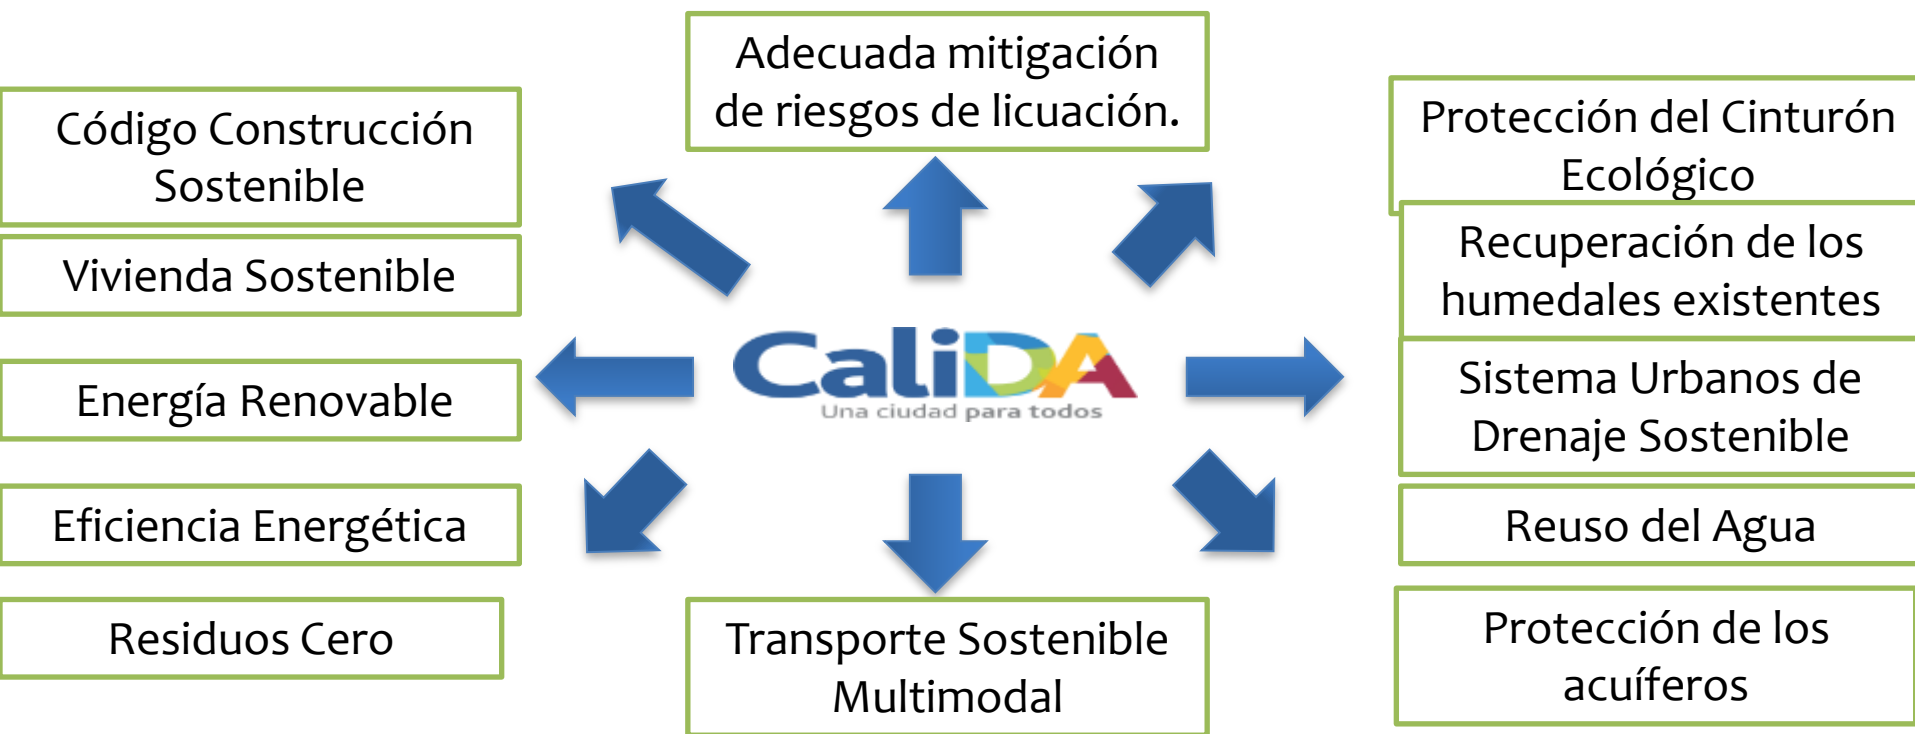 Adecuada mitigación
de riesgos de licuación.
Código Construcción
Sostenible
Vivienda Sostenible
Energía Renovable
Eficiencia Energética
Residuos Cero
CaliDA
Una ciudad para todos
Transporte Sostenible
Multimodal
Protección del Cinturón
Ecológico
Recuperación de los
humedales existentes
Sistema Urbanos de
Drenaje Sostenible
Reuso del Agua
Protección de los
acuíferos